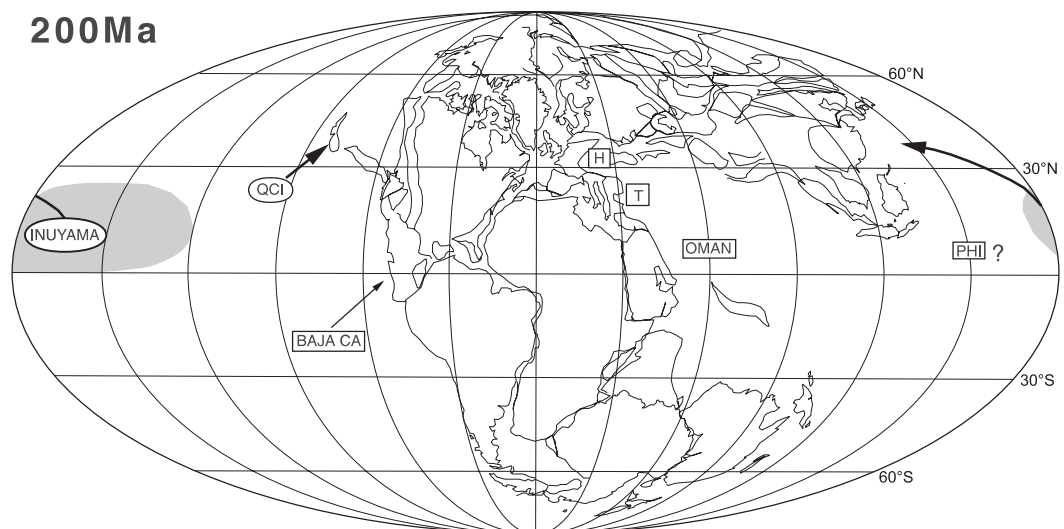 200Ma
60°N
H
30°N
QCI
T
INUYAMA
OMAN
PHI ?
BAJA CA
30°S
60°S